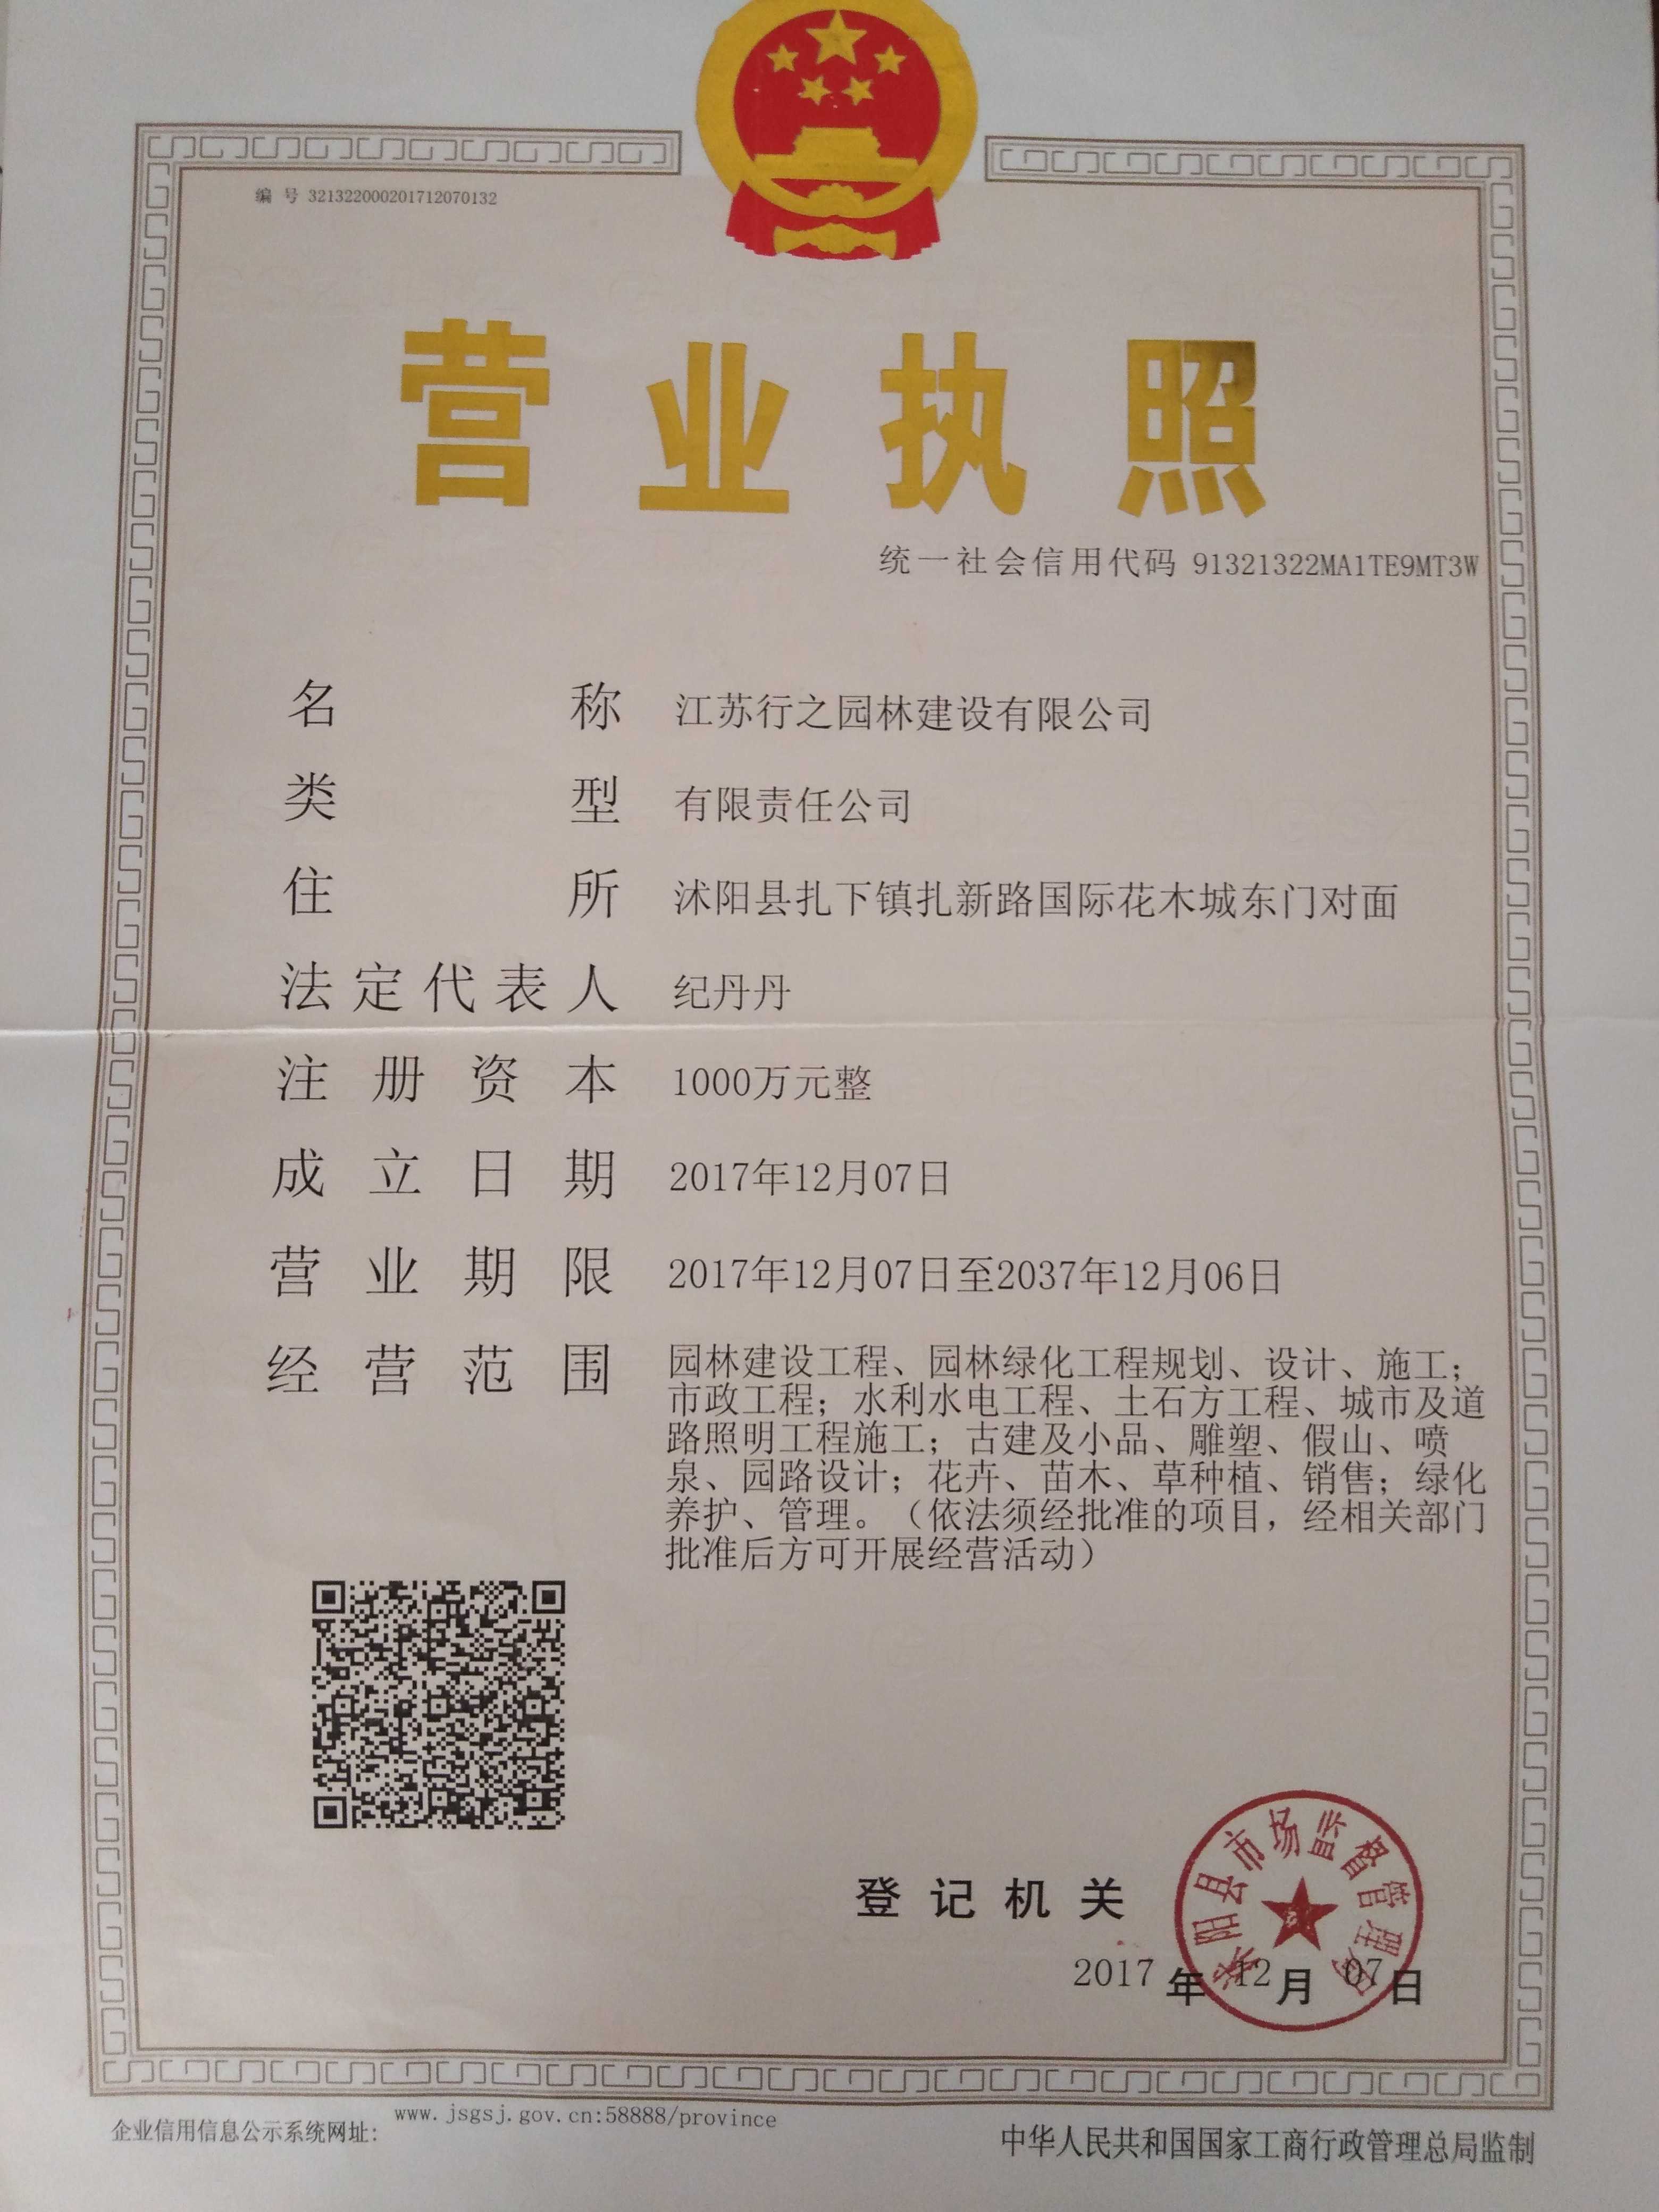 编 号 321322000201712070132
营业执照
统一社会信用代码 91321322MA1TE9MT3W
名称 江苏行之园林建设有限公司
类型 有限责任公司
住所 沭阳县扎下镇扎新路国际花木城东门对面
法定代表人 纪丹丹
注册资本 1000万元整
成立日期 2017年12月07日
营业期限 2017年12月07日至2037年12月06日
经营范围 园林建设工程、园林绿化工程规划、设计、施工；
市政工程；水利水电工程、土石方工程、城市及道
路照明工程施工；古建及小品、雕塑、假山、喷
泉、园路设计；花卉、苗木、草种植、销售；绿化
养护、管理。（依法须经批准的项目，经相关部门
批准后方可开展经营活动）
沭阳县市场监督管理局
登记机关
2017年12月07日
企业信用信息公示系统网址: www.jsgsj.gov.cn:58888/province
中华人民共和国国家工商行政管理总局监制